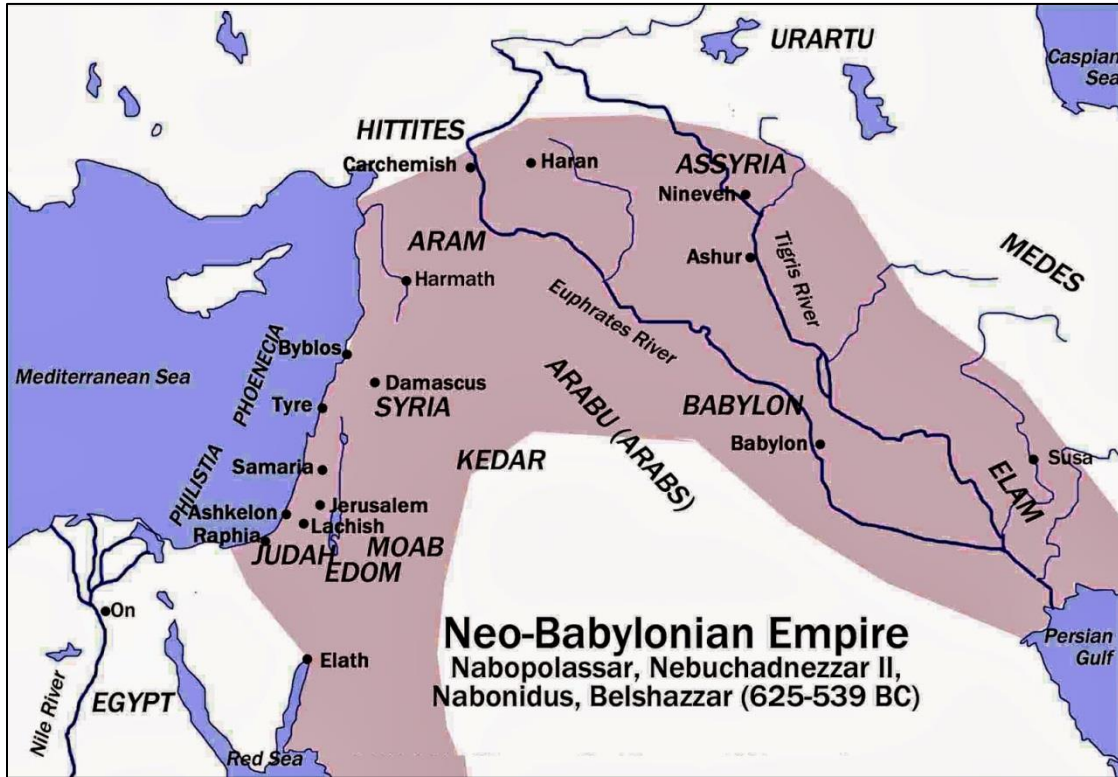 URARTU
Caspian
Sea
HITTITES
Carchemish
Haran
ASSYRIA
Nineveh
MEDES
ARAM
Ashur
Tigris River
Harmath
Euphrates River
Mediterranean Sea
PHOENECIA
Byblos
Damascus
SYRIA
Tyre
ARABU (ARABS)
BABYLON
Babylon
KEDAR
PHILISTIA
Samaria
Susa
ELAM
Ashkelon
Jerusalem
Lachish
Raphia
JUDAH
MOAB
EDOM
On
Neo-Babylonian Empire
Nabopolassar, Nebuchadnezzar II,
Nabonidus, Belshazzar (625-539 BC)
Persian
Gulf
Elath
EGYPT
Nile River
Red Sea